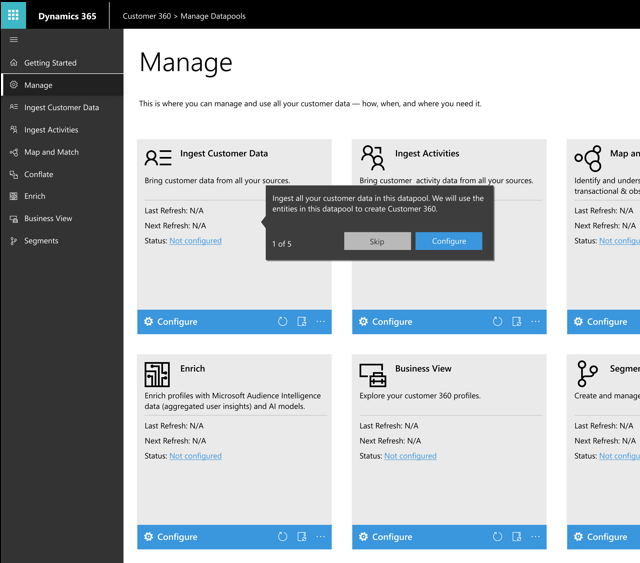 Dynamics 365
Customer 360 > Manage Datapools
Getting Started
Manage
Ingest Customer Data
Ingest Activities
Map and Match
Conflate
Enrich
Business View
Segments
Manage
This is where you can manage and use all your customer data — how, when, and where you need it.
Ingest Customer Data
Bring customer data from all your sources.
Last Refresh: N/A
Next Refresh: N/A
Status: Not configured
Configure
Ingest Activities
Bring customer activity data from all your sources.
Configure
Map an
Identify and unders
transactional & obs
Last Refresh: N/A
Next Refresh: N/A
Status: Not configu
Configure
Ingest all your customer data in this datapool. We will use the
entities in this datapool to create Customer 360.
1 of 5
Skip
Configure
Enrich
Enrich profiles with Microsoft Audience Intelligence
data (aggregated user insights) and AI models.
Last Refresh: N/A
Next Refresh: N/A
Status: Not configured
Configure
Business View
Explore your customer 360 profiles.
Last Refresh: N/A
Next Refresh: N/A
Status: Not configured
Configure
Segmen
Create and manage
Last Refresh: N/A
Next Refresh: N/A
Status: Not configu
Configure